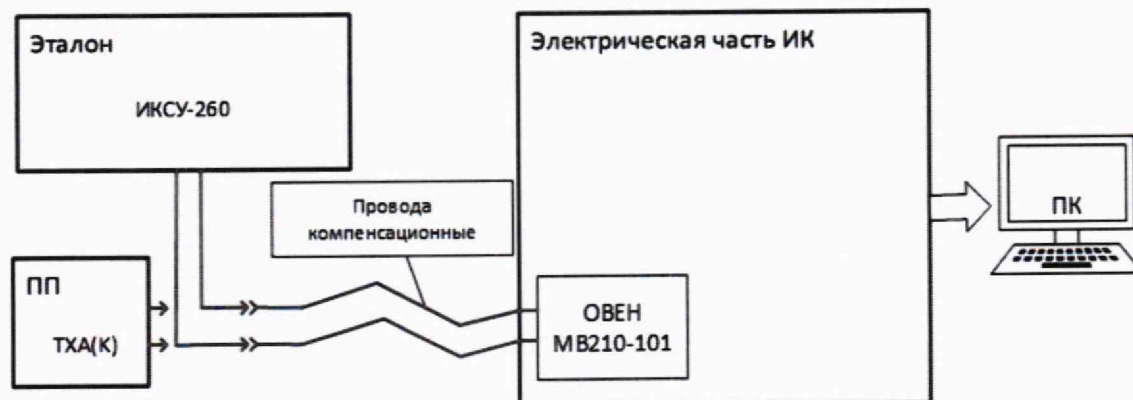 Эталон
ИКСУ-260
Электрическая часть ИК
Провода
компенсационные
ПК
ПП
ТХА(К)
ОВЕН
МВ210-101